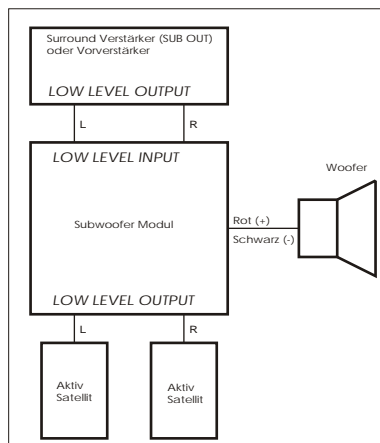 Surround Verstärker (SUB OUT)
oder Vorverstärker
LOW LEVEL OUTPUT
L
R
LOW LEVEL INPUT
Woofer
Rot (+)
Subwoofer Modul
Schwarz (-)
LOW LEVEL OUTPUT
L
R
Aktiv
Satellit
Aktiv
Satellit